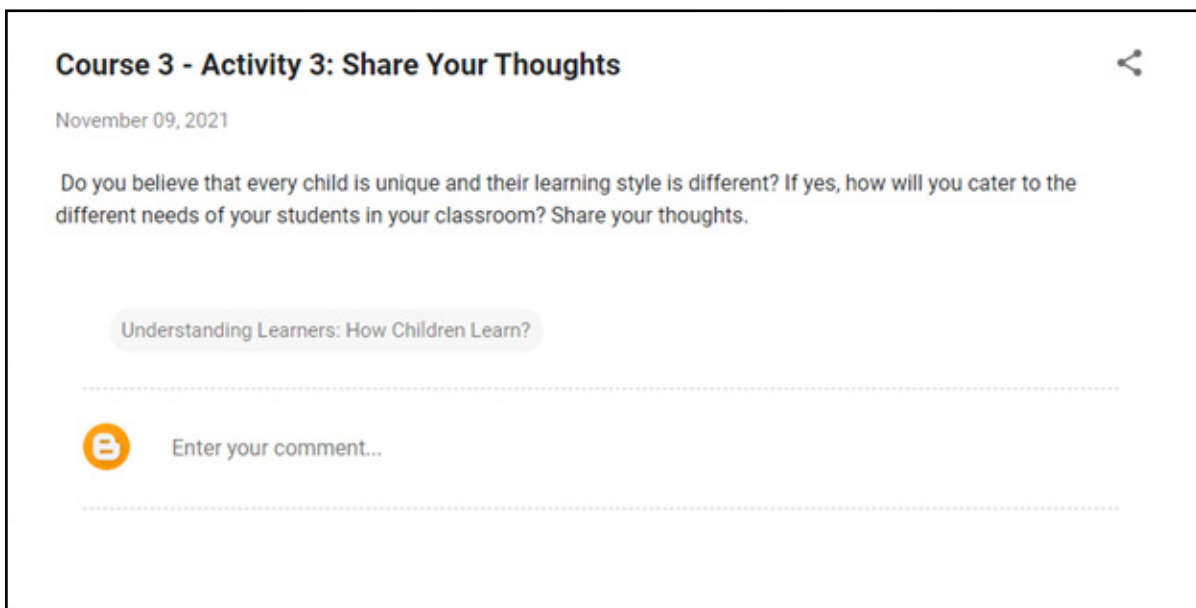 Course 3 - Activity 3: Share Your Thoughts
November 09, 2021
Do you believe that every child is unique and their learning style is different? If yes, how will you cater to the
different needs of your students in your classroom? Share your thoughts.
Understanding Learners: How Children Learn?
Enter your comment...